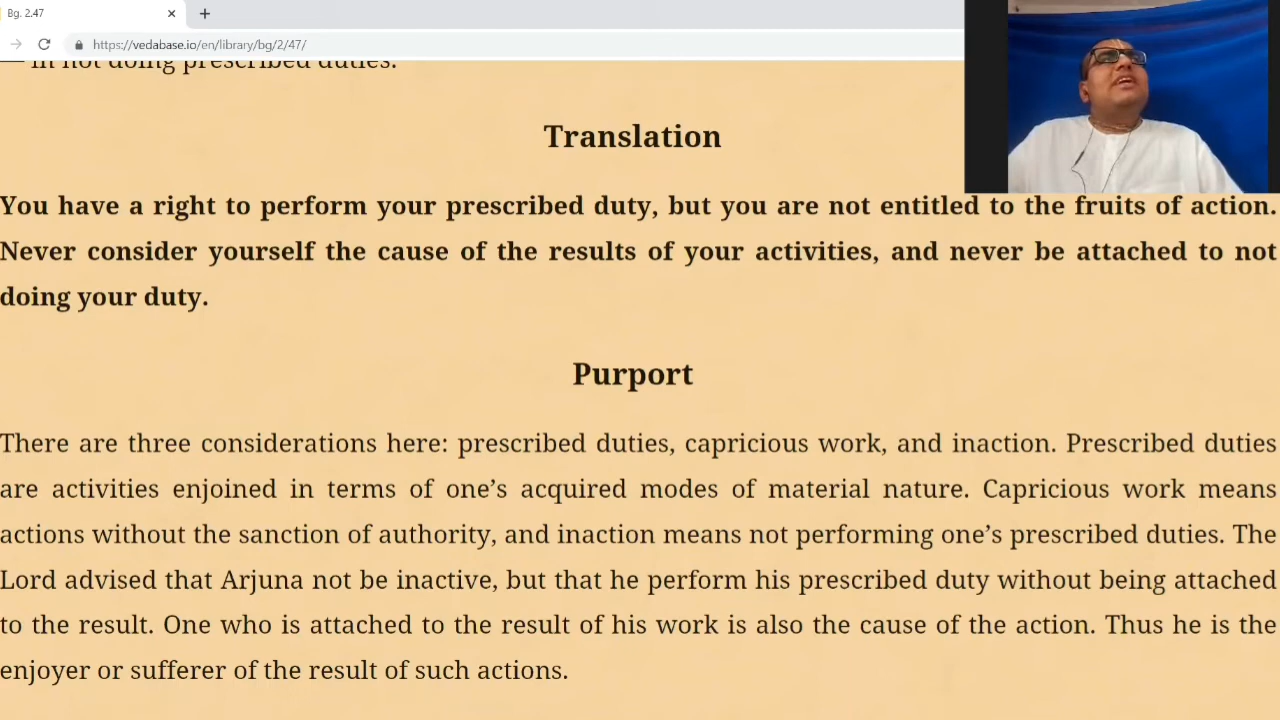 Bg. 2.47
https://vedabase.io/en/library/bg/2/47/
— in not doing prescribed duties.
Translation
You have a right to perform your prescribed duty, but you are not entitled to the fruits of action.
Never consider yourself the cause of the results of your activities, and never be attached to not
doing your duty.
Purport
There are three considerations here: prescribed duties, capricious work, and inaction. Prescribed duties
are activities enjoined in terms of one’s acquired modes of material nature. Capricious work means
actions without the sanction of authority, and inaction means not performing one’s prescribed duties. The
Lord advised that Arjuna not be inactive, but that he perform his prescribed duty without being attached
to the result. One who is attached to the result of his work is also the cause of the action. Thus he is the
enjoyer or sufferer of the result of such actions.